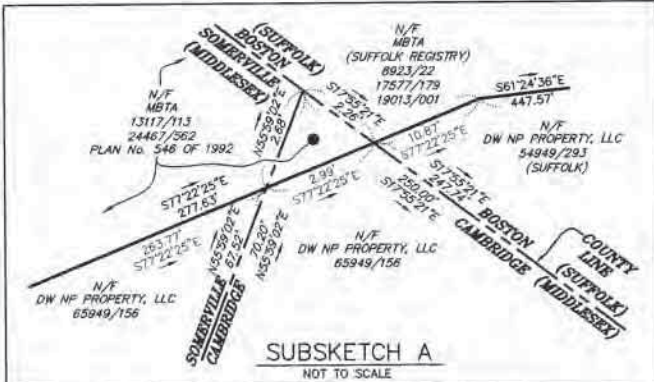 N/F
MBTA
13117/113
24467/562
PLAN No. 546 OF 1992
(SUFFOLK)
BOSTON
SOMERVILLE
(MIDDLESEX)
N/F
MBTA
(SUFFOLK REGISTRY)
8923/22
17577/179
19013/001
S61°24'36"E
447.57'
N/F
DW NP PROPERTY, LLC
54949/293
(SUFFOLK)
N55°59'02"E
2.68'
S17°55'21"E
2.26'
10.87'
S77°22'25"E
S77°22'25"E
277.63'
2.99'
S77°22'25"E
S17°55'21"E
247.74'
250.00'
S17°55'21"E
263.77'
S77°22'25"E
N55°59'02"E
67.52'
70.20'
N55°59'02"E
N/F
DW NP PROPERTY, LLC
65949/156
N/F
DW NP PROPERTY, LLC
65949/156
SOMERVILLE
CAMBRIDGE
BOSTON
CAMBRIDGE
COUNTY
LINE
(SUFFOLK)
(MIDDLESEX)
SUBSKETCH A
NOT TO SCALE